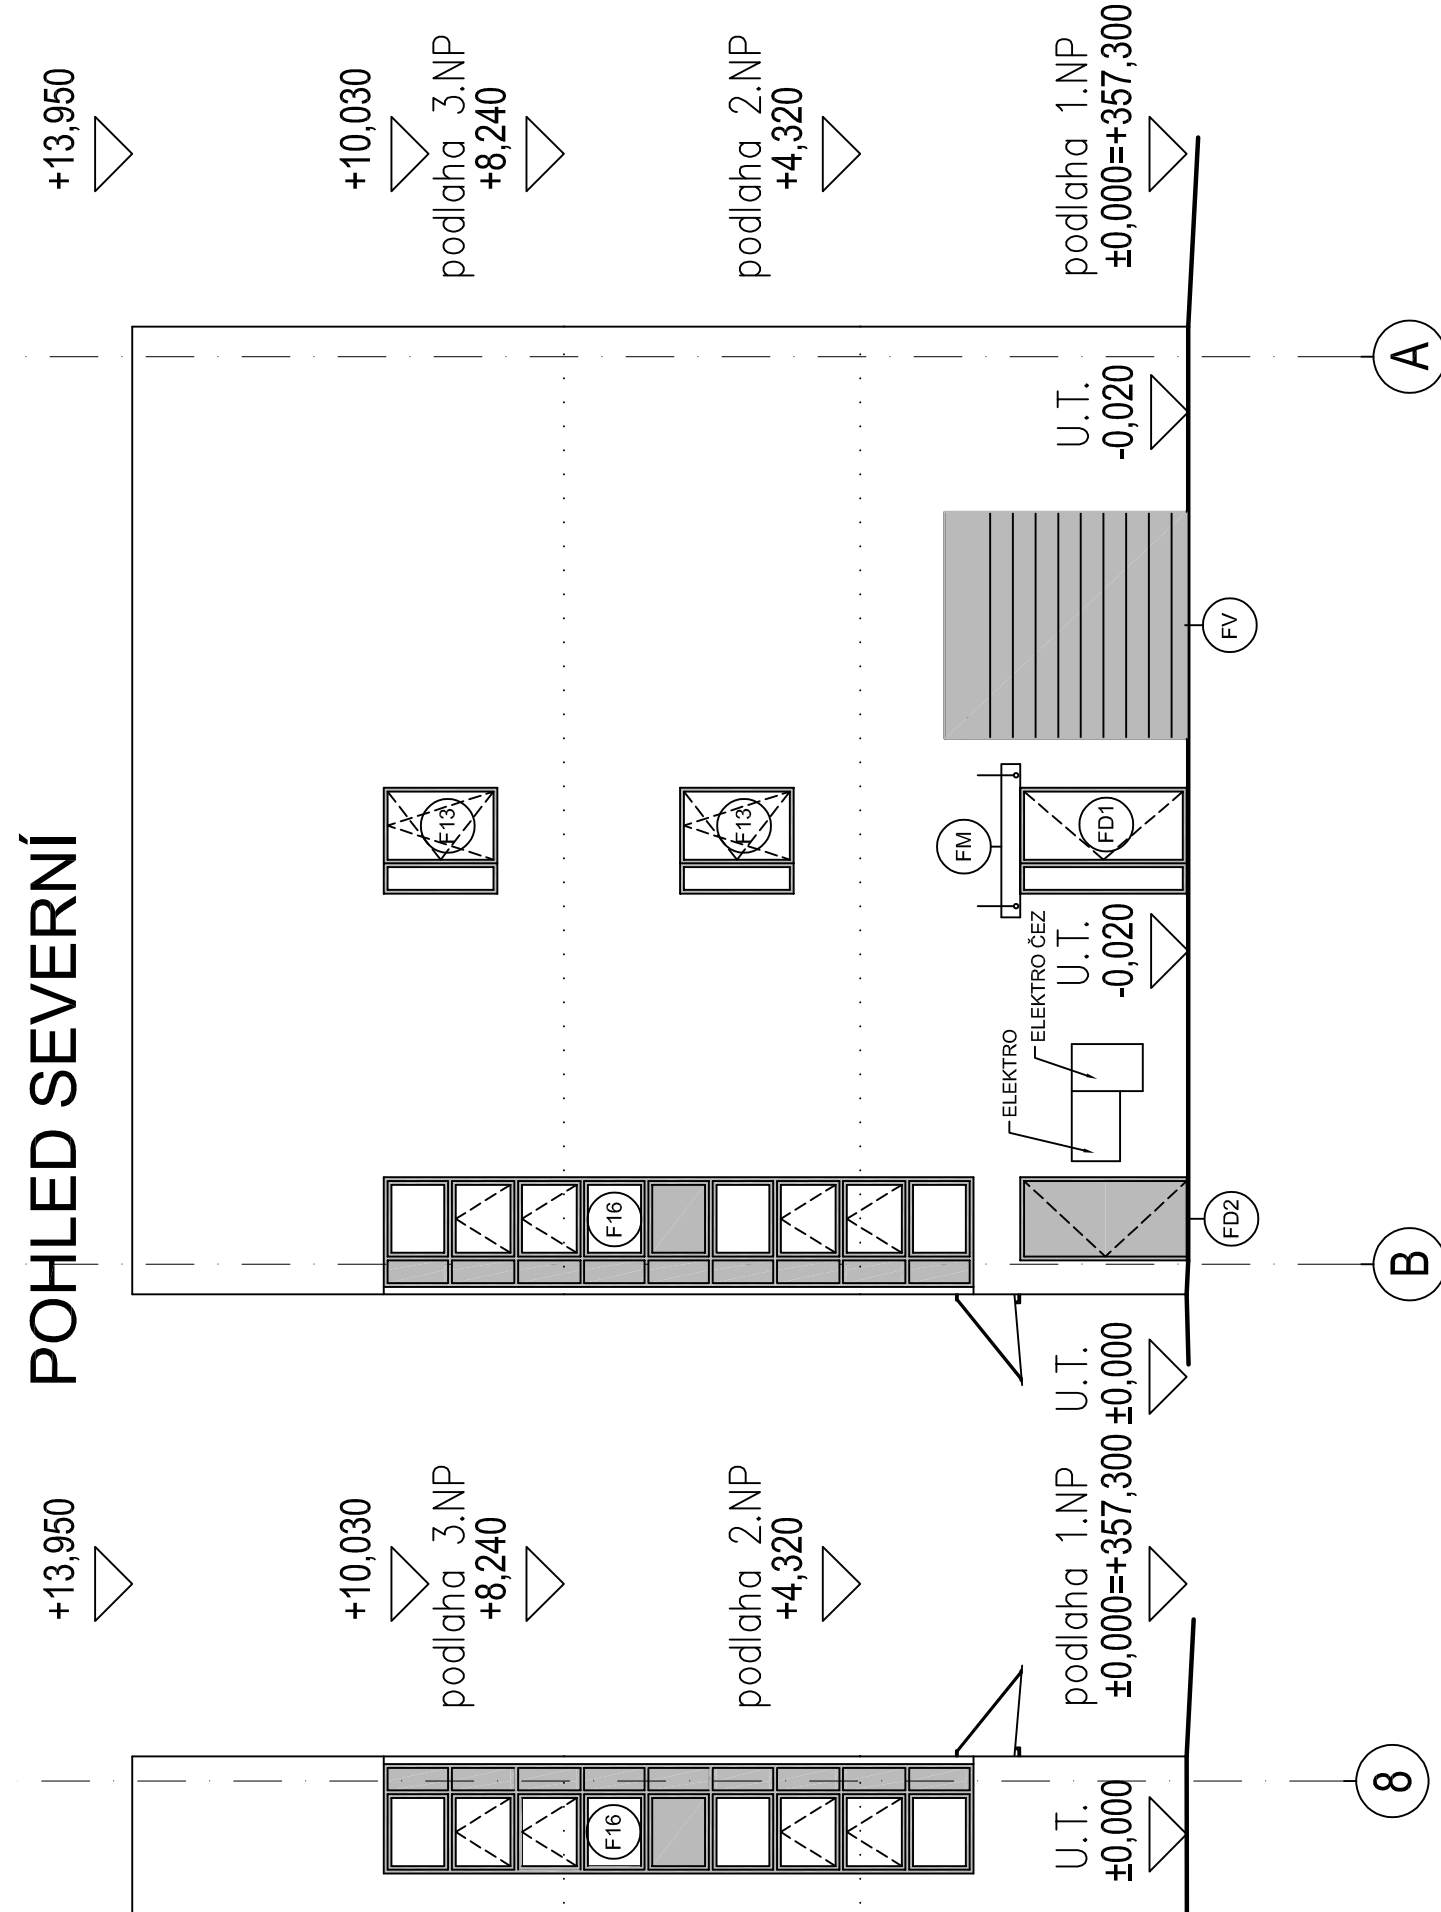 POHLED SEVERNÍ
+13,950
+10,030
podlaha 3.NP
+8,240
podlaha 2.NP
+4,320
podlaha 1.NP
±0,000=+357,300
U.T.
±0,000
F16
8
+13,950
+10,030
podlaha 3.NP
+8,240
podlaha 2.NP
+4,320
podlaha 1.NP
±0,000=+357,300
U.T.
±0,000
F16
F13
F13
ELEKTRO
ELEKTRO ČEZ
FM
FD1
U.T.
-0,020
U.T.
-0,020
FD2
FV
B
A